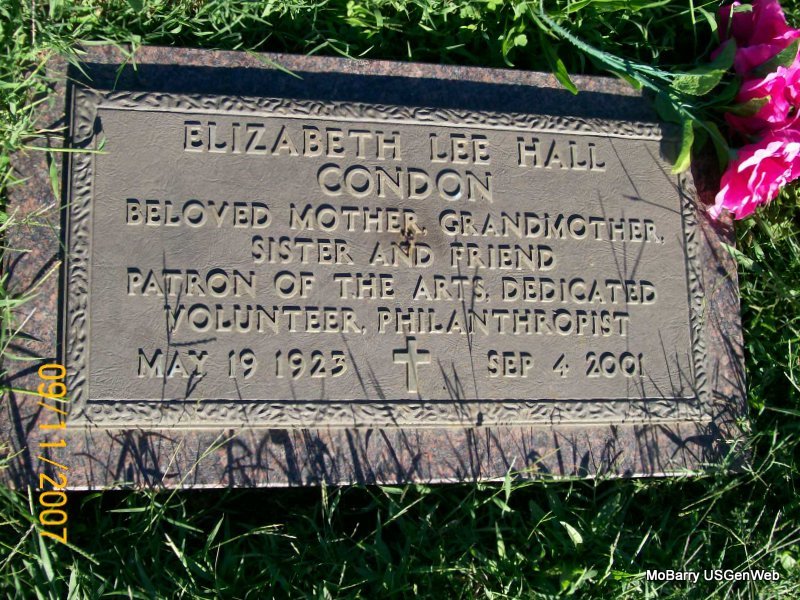 ELIZABETH LEE HALL
CONDON
BELOVED MOTHER, GRANDMOTHER,
SISTER AND FRIEND
PATRON OF THE ARTS, DEDICATED
VOLUNTEER, PHILANTHROPIST
MAY 19 1923 SEP 4 2001
09/11/2007
MoBarry USGenWeb